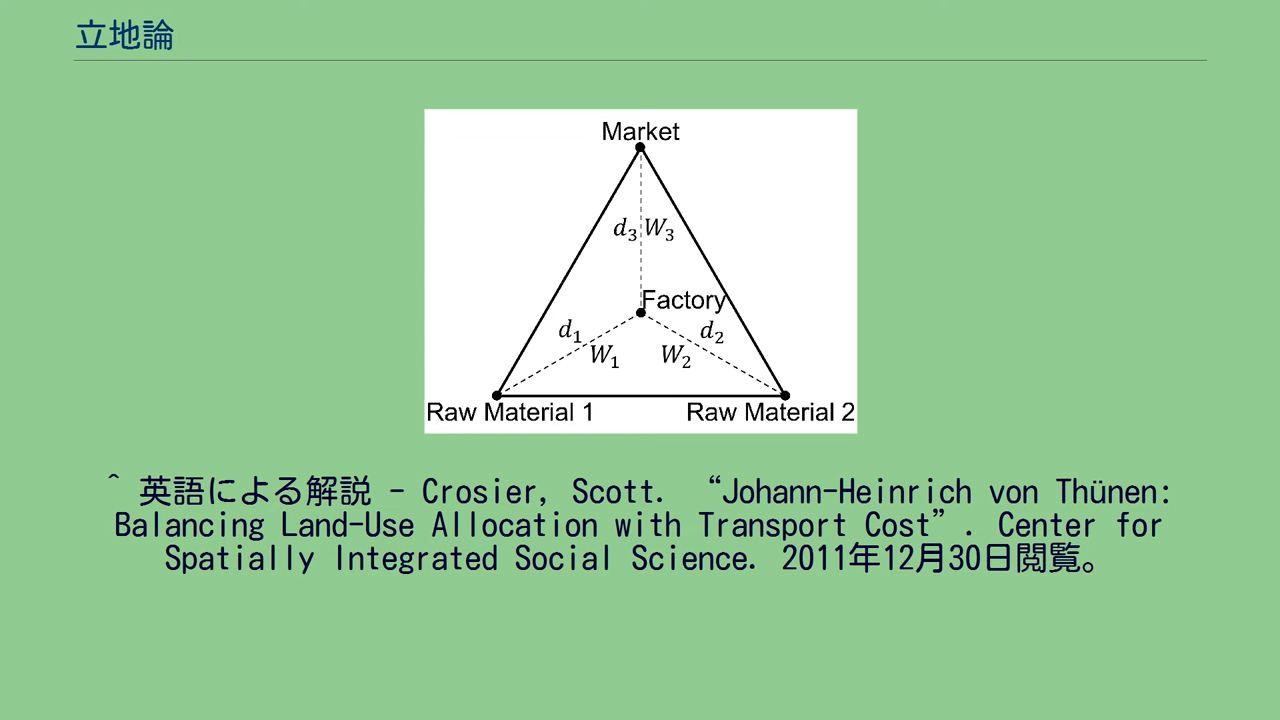 立地論
Market
d₃ W₃
Factory
d₁ d₂
W₁ W₂
Raw Material 1 Raw Material 2
^ 英語による解説 - Crosier, Scott. “Johann-Heinrich von Thünen:
Balancing Land-Use Allocation with Transport Cost”. Center for
Spatially Integrated Social Science. 2011年12月30日閲覧。